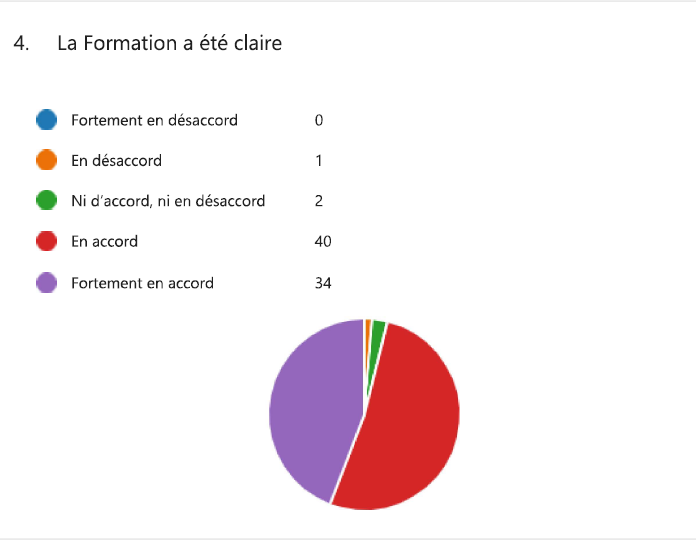 4. La Formation a été claire
Fortement en désaccord 0
En désaccord 1
Ni d'accord, ni en désaccord 2
En accord 40
Fortement en accord 34